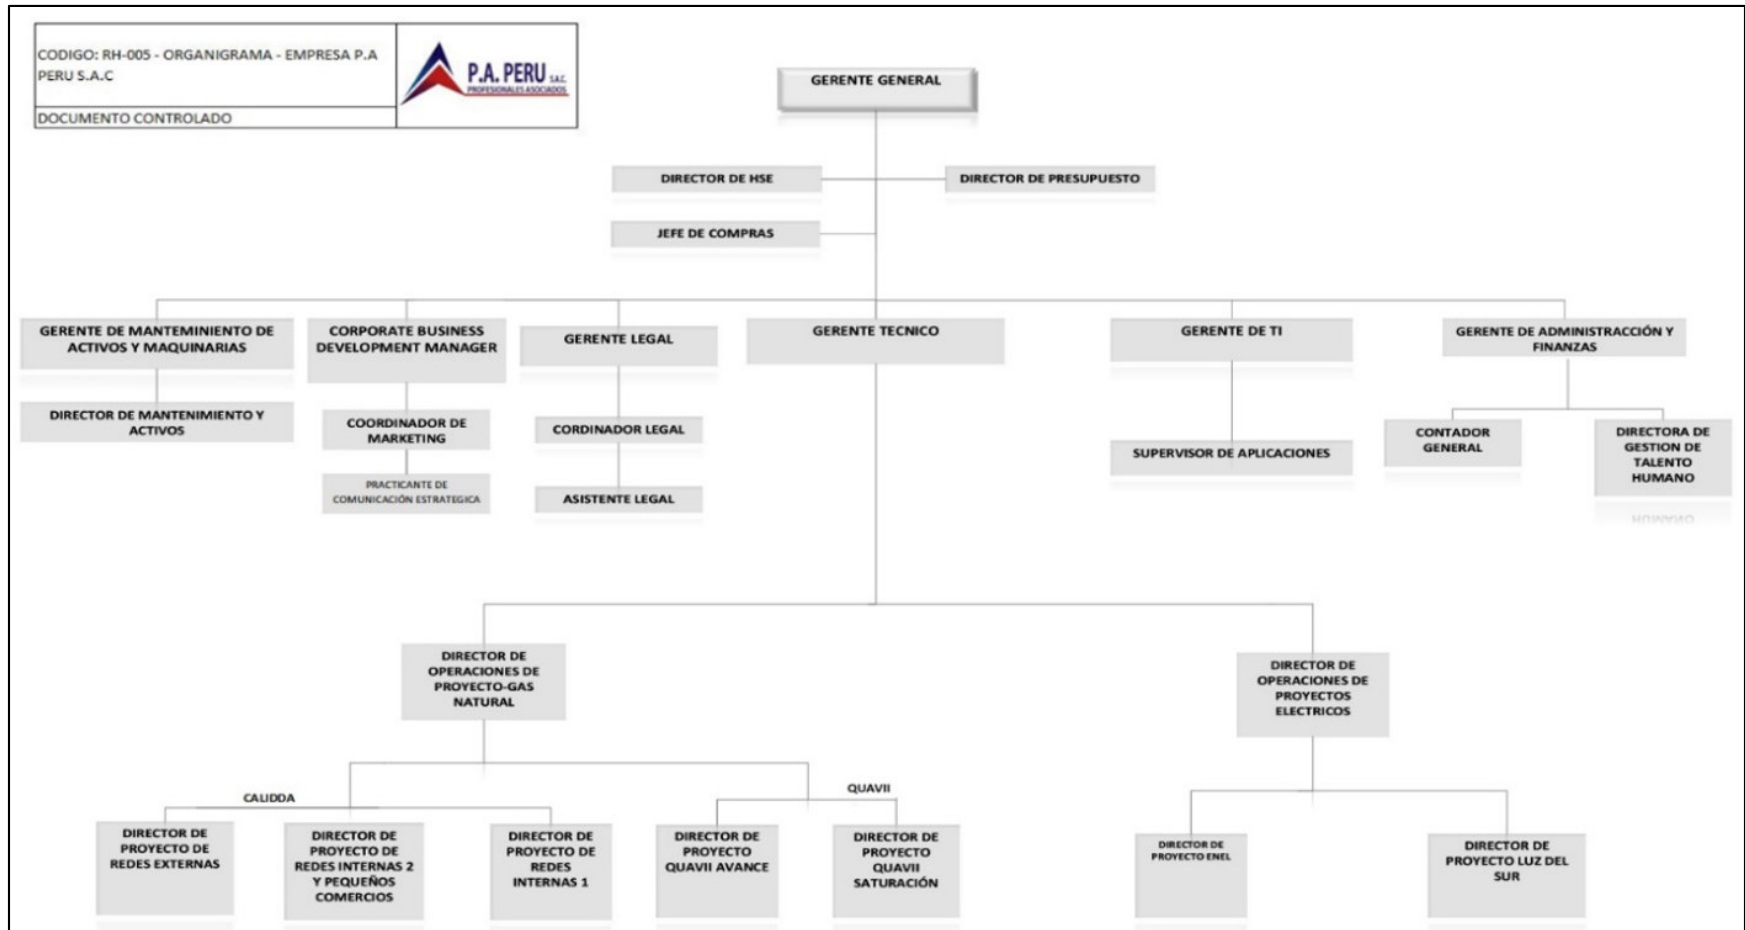 CODIGO: RH-005 - ORGANIGRAMA - EMPRESA P.A
PERU S.A.C
DOCUMENTO CONTROLADO
P.A. PERU S.A.C.
PROFESIONALES ASOCIADOS
GERENTE GENERAL
DIRECTOR DE HSE
DIRECTOR DE PRESUPUESTO
JEFE DE COMPRAS
GERENTE DE MANTEMINIENTO DE
ACTIVOS Y MAQUINARIAS
CORPORATE BUSINESS
DEVELOPMENT MANAGER
GERENTE LEGAL
GERENTE TECNICO
GERENTE DE TI
GERENTE DE ADMINISTRACCIÓN Y
FINANZAS
DIRECTOR DE MANTENIMIENTO Y
ACTIVOS
COORDINADOR DE
MARKETING
CORDINADOR LEGAL
SUPERVISOR DE APLICACIONES
CONTADOR
GENERAL
DIRECTORA DE
GESTION DE
TALENTO
HUMANO
PRACTICANTE DE
COMUNICACIÓN ESTRATEGICA
ASISTENTE LEGAL
DIRECTOR DE
OPERACIONES DE
PROYECTO-GAS
NATURAL
DIRECTOR DE
OPERACIONES DE
PROYECTOS
ELECTRICOS
CALIDDA
QUAVII
DIRECTOR DE
PROYECTO DE
REDES EXTERNAS
DIRECTOR DE
PROYECTO DE
REDES INTERNAS 2
Y PEQUEÑOS
COMERCIOS
DIRECTOR DE
PROYECTO DE
REDES
INTERNAS 1
DIRECTOR DE
PROYECTO
QUAVII AVANCE
DIRECTOR DE
PROYECTO
QUAVII
SATURACIÓN
DIRECTOR DE
PROYECTO ENEL
DIRECTOR DE
PROYECTO LUZ DEL
SUR